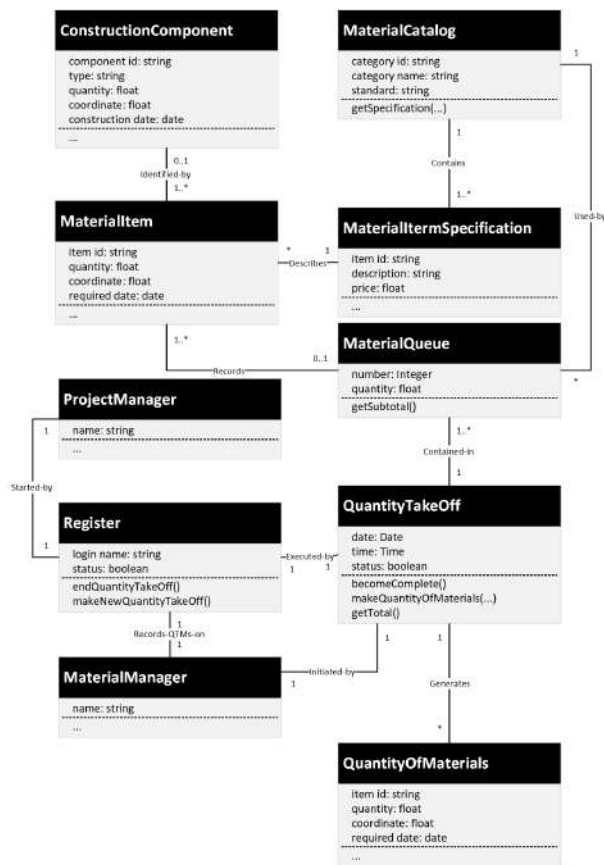 ConstructionComponent
component id: string
type: string
quantity: float
coordinate: float
construction date: date
...
MaterialCatalog
category id: string
category name: string
standard: string
getSpecification(...)
1
1
Contains
1..*
0..1
Identified-by
1..*
MaterialItem
item id: string
quantity: float
coordinate: float
required date: date
...
*
1
Describes
MaterialItermSpecification
item id: string
description: string
price: float
...
Used-by
1..*
0..1
Records
MaterialQueue
number: Integer
quantity: float
getSubtotal()
*
ProjectManager
name: string
...
1
Started-by
1
1..*
Contained-in
1
Register
login name: string
status: boolean
endQuantityTakeOff()
makeNewQuantityTakeOff()
Executed-by
1
1
QuantityTakeOff
date: Date
time: Time
status: boolean
becomeComplete()
makeQuantityOfMaterials(...)
getTotal()
1
Records-QTMs-on
1
MaterialManager
name: string
...
1
Initiated-by
1
1
Generates
*
QuantityOfMaterials
item id: string
quantity: float
coordinate: float
required date: date
...